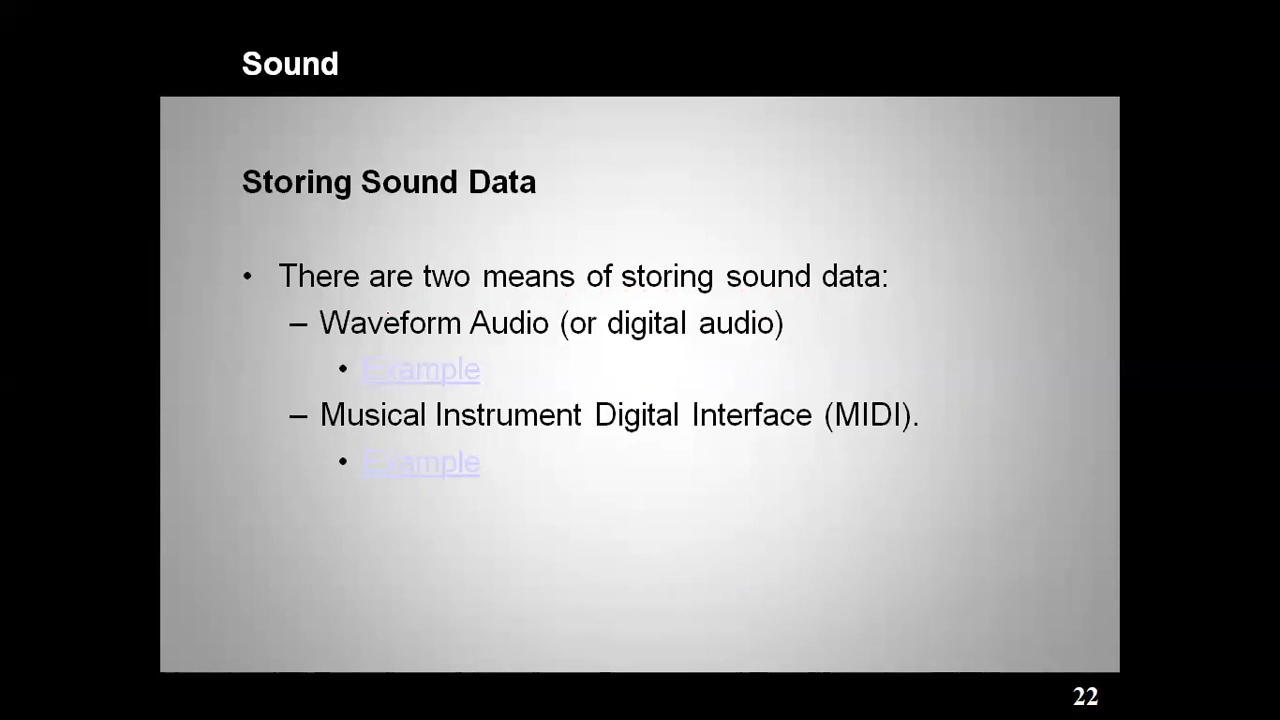 Sound
Storing Sound Data
• There are two means of storing sound data:
– Waveform Audio (or digital audio)
• Example
– Musical Instrument Digital Interface (MIDI).
• Example
22